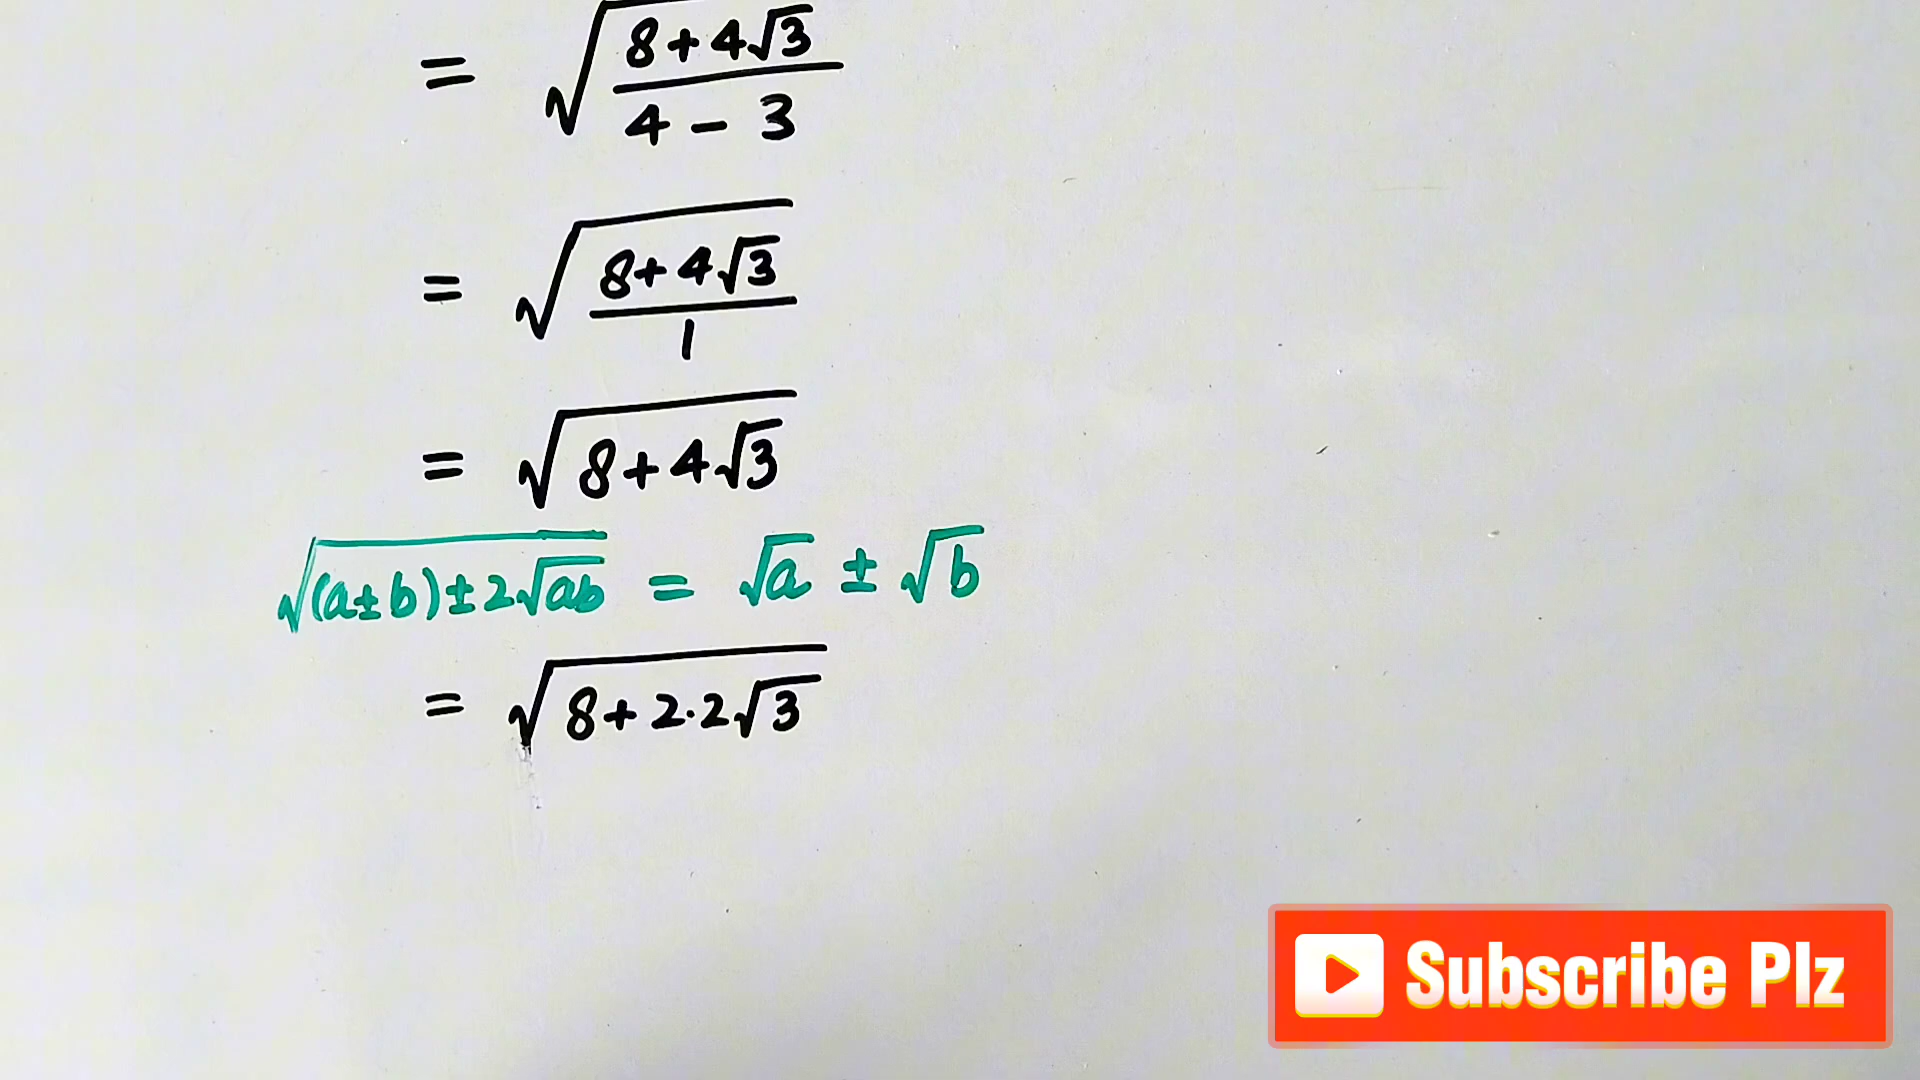 = √(8+4√3)/(4 - 3)
= √(8+4√3)/1
= √8+4√3
√(a±b)±2√ab = √a ± √b
= √8+2·2√3
Subscribe Plz